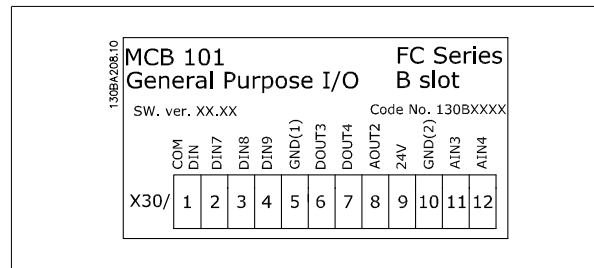 130BA208.10
MCB 101 FC Series
General Purpose I/O B slot
SW. ver. XX.XX Code No. 130BXXXX
COM DIN DIN7 DIN8 DIN9 GND(1) DOUT3 DOUT4 AOUT2 24V GND(2) AIN3 AIN4
X30/ 1 2 3 4 5 6 7 8 9 10 11 12